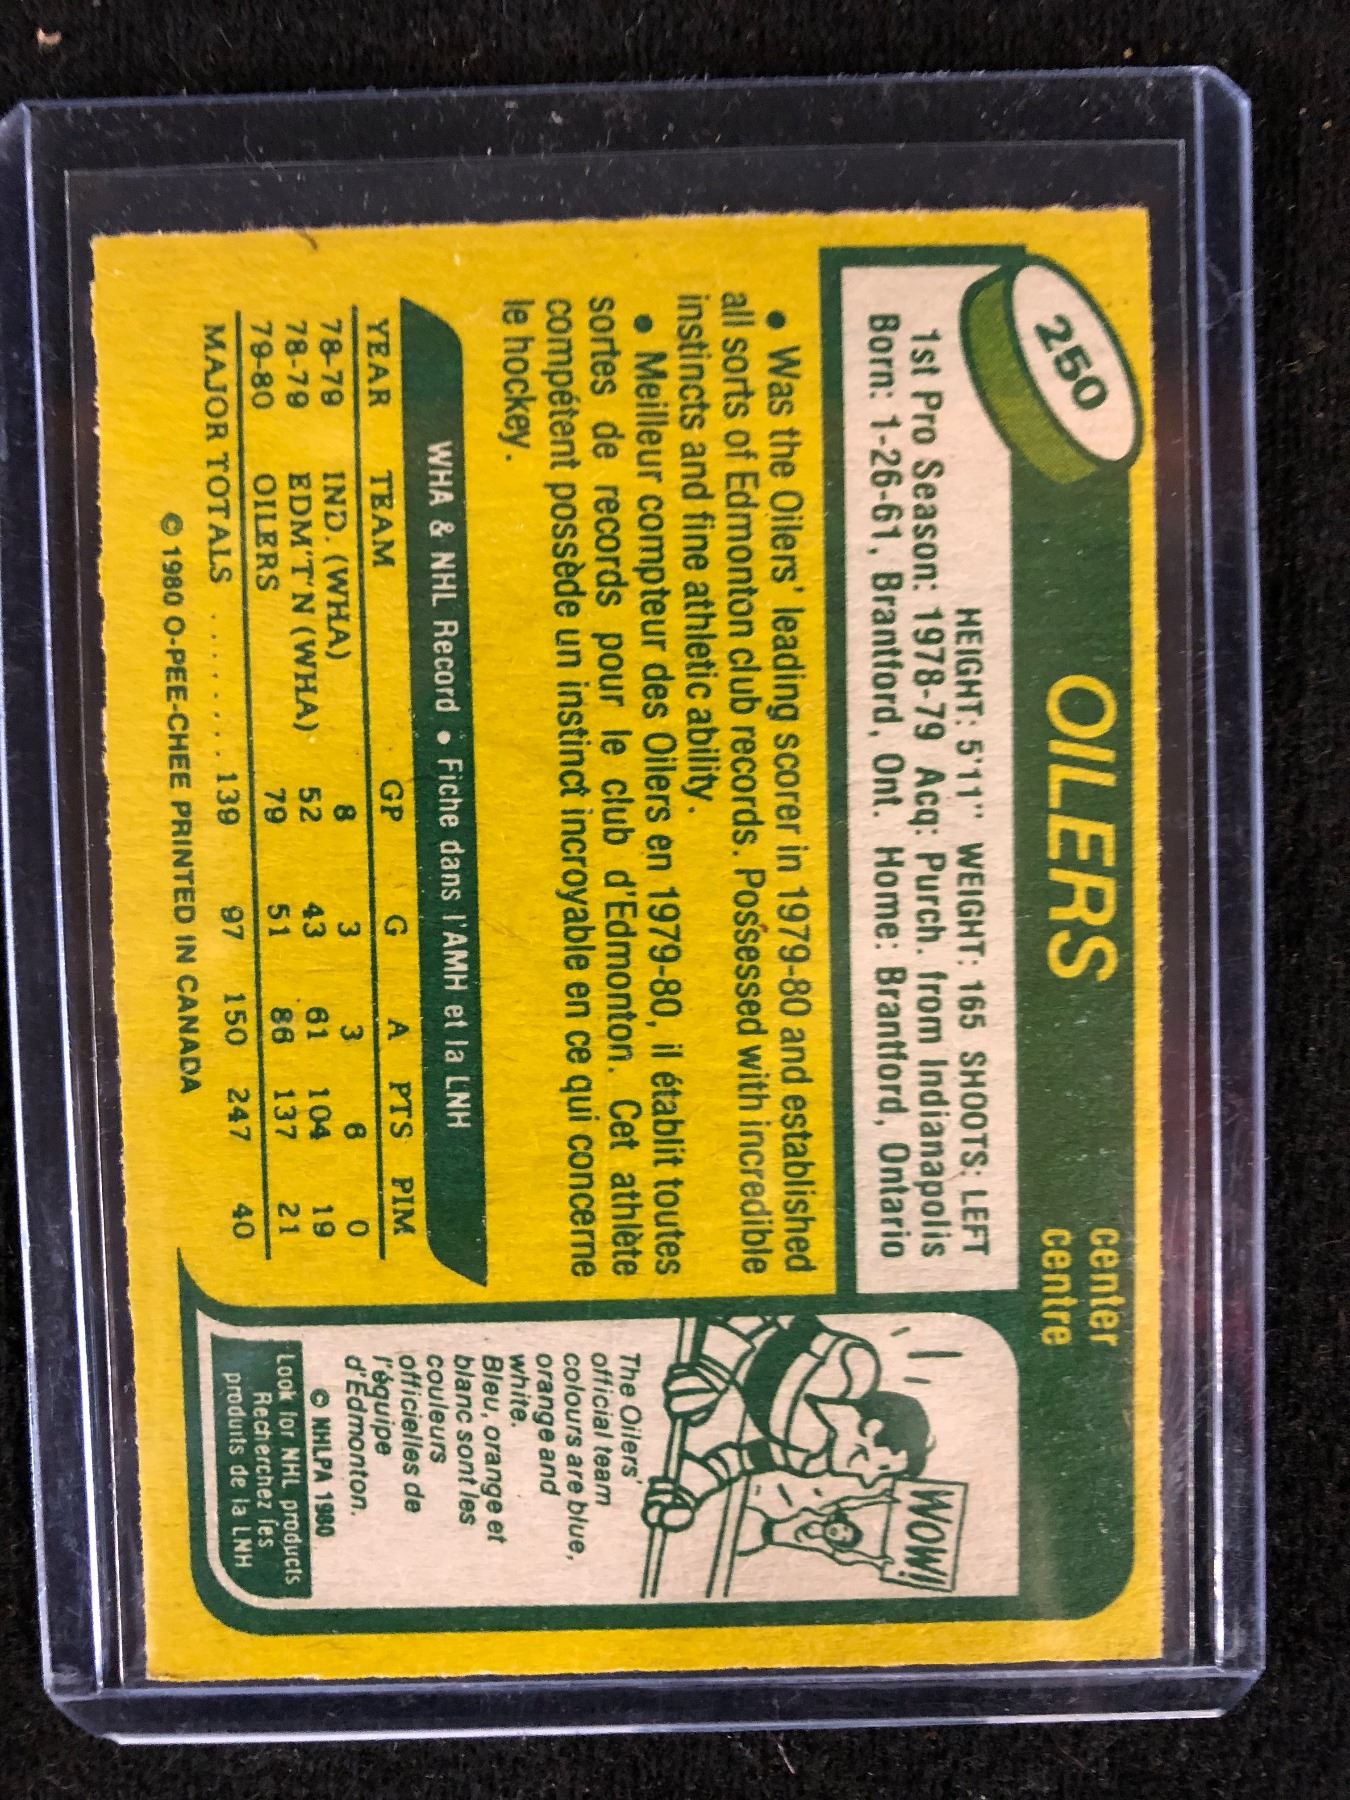 250
OILERS
center
centre
HEIGHT: 5'11" WEIGHT: 165 SHOOTS: LEFT
1st Pro Season: 1978-79 Acq: Purch. from Indianapolis
Born: 1-26-61, Brantford, Ont. Home: Brantford, Ontario
• Was the Oilers' leading scorer in 1979-80 and established
all sorts of Edmonton club records. Possessed with incredible
instincts and fine athletic ability.
• Meilleur compteur des Oilers en 1979-80, il établit toutes
sortes de records pour le club d'Edmonton. Cet athlète
compétent possède un instinct incroyable en ce qui concerne
le hockey.
WHA & NHL Record • Fiche dans l'AMH et la LNH
YEAR TEAM GP G A PTS PIM
78-79 IND. (WHA) 8 3 3 6 0
78-79 EDM'T'N (WHA) 52 43 61 104 19
79-80 OILERS 79 51 86 137 21
MAJOR TOTALS ......... 139 97 150 247 40
© 1980 O-PEE-CHEE PRINTED IN CANADA
WOW!
The Oilers'
official team
colours are blue,
orange and
white.
Bleu, orange et
blanc sont les
couleurs
officielles de
l'équipe
d'Edmonton.
© NHLPA 1980
Look for NHL products
Recherchez les
produits de la LNH